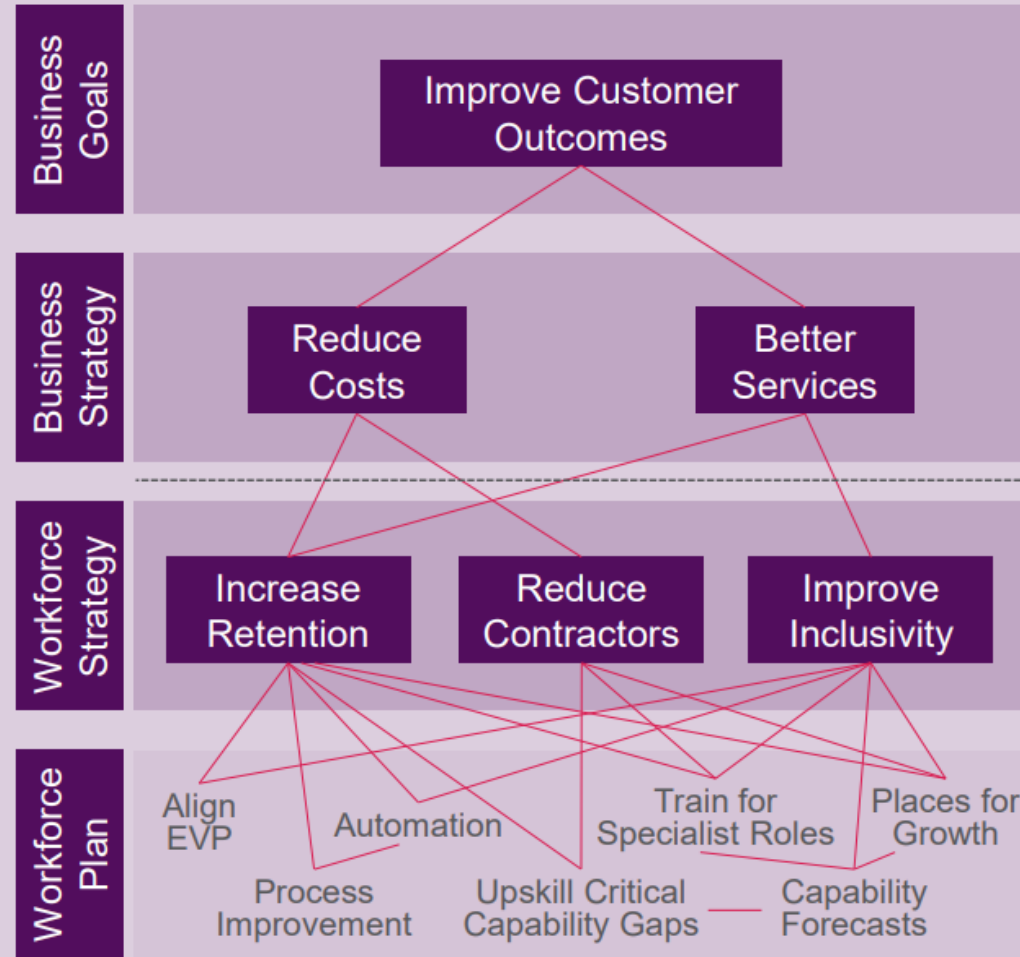 Business
Goals
Improve Customer
Outcomes
Business
Strategy
Reduce
Costs
Better
Services
Workforce
Strategy
Increase
Retention
Reduce
Contractors
Improve
Inclusivity
Workforce
Plan
Align
EVP
Automation
Train for
Specialist Roles
Places for
Growth
Process
Improvement
Upskill Critical
Capability Gaps
Capability
Forecasts